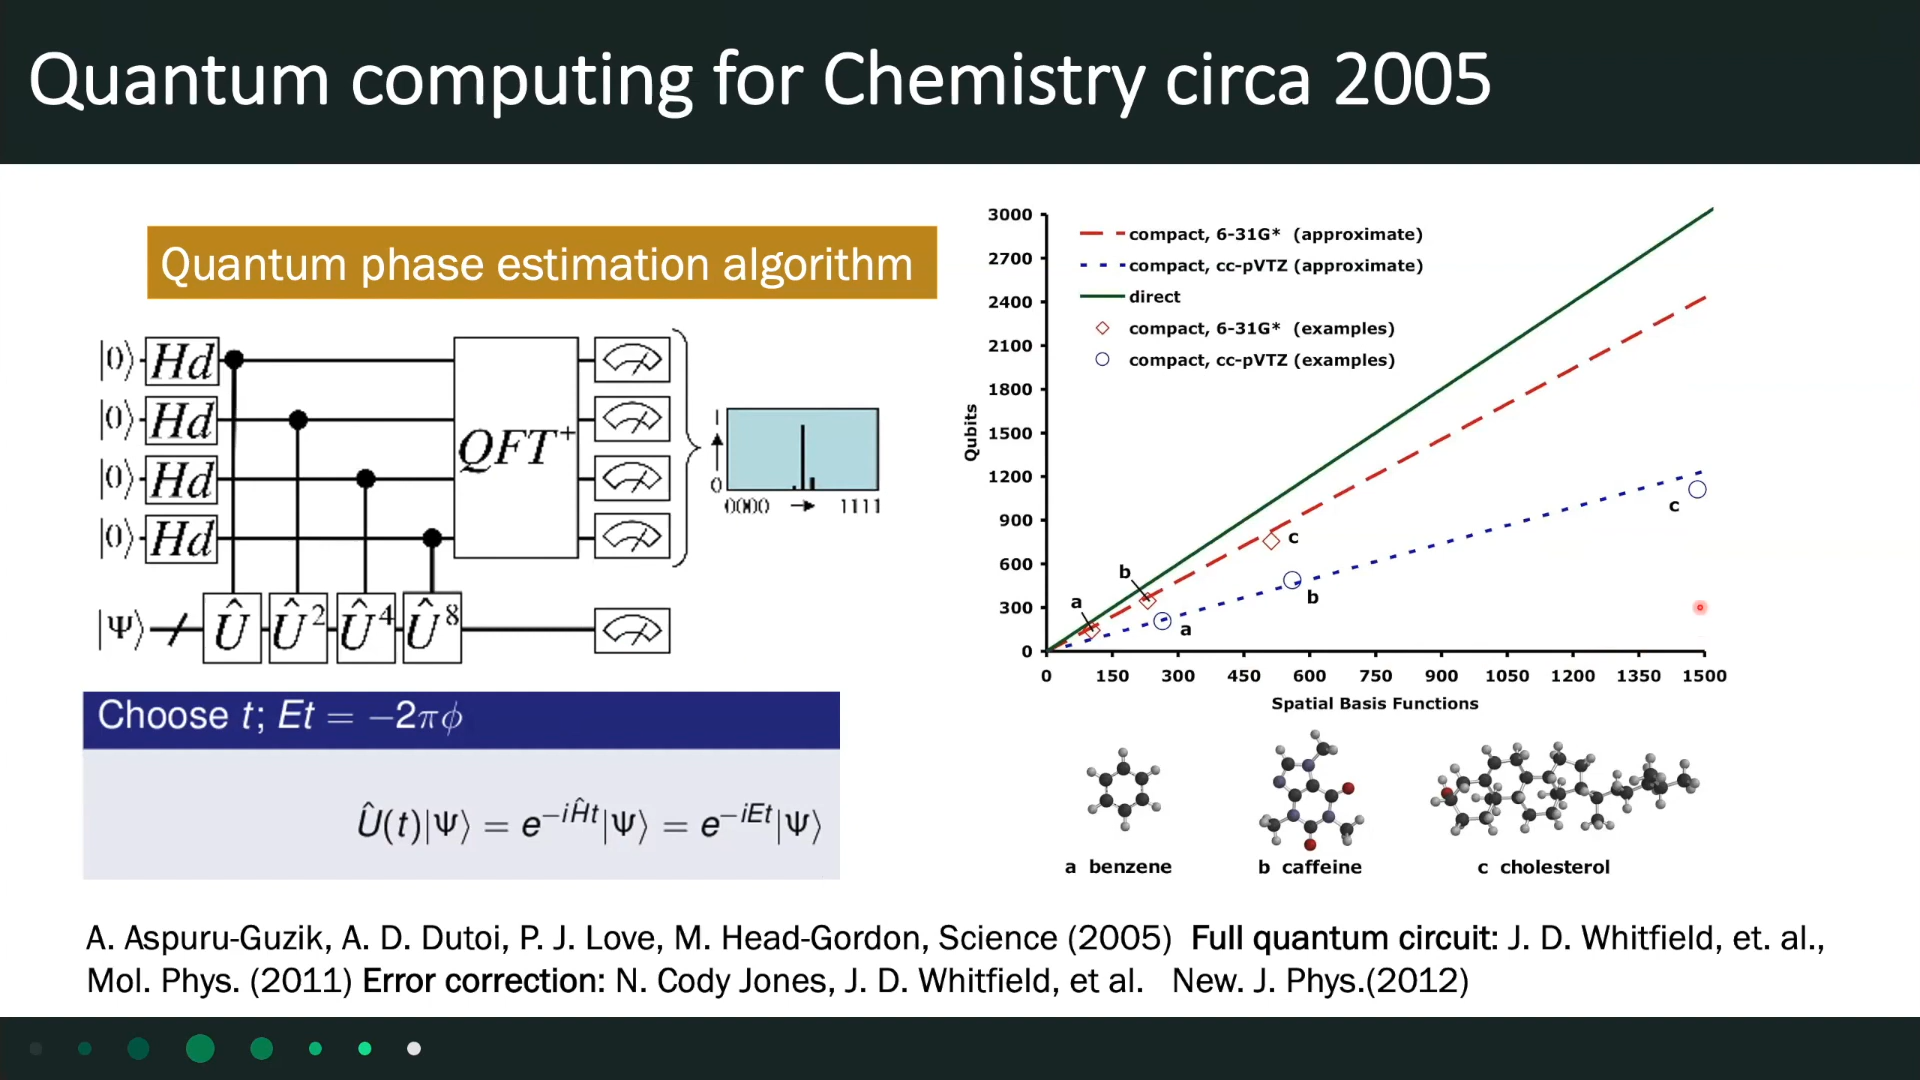 Quantum computing for Chemistry circa 2005
Quantum phase estimation algorithm
|0⟩ Hd
|0⟩ Hd
|0⟩ Hd
|0⟩ Hd
QFT⁺
|Ψ⟩ Û Û² Û⁴ Û⁸
1
0
0000 → 1111
Choose t; Et = −2πϕ
Û(t)|Ψ⟩ = e^{−iĤt}|Ψ⟩ = e^{−iEt}|Ψ⟩
3000
2700
2400
2100
1800
1500
1200
900
600
300
0
Qubits
compact, 6-31G* (approximate)
compact, cc-pVTZ (approximate)
direct
compact, 6-31G* (examples)
compact, cc-pVTZ (examples)
a
b
c
a
b
c
0 150 300 450 600 750 900 1050 1200 1350 1500
Spatial Basis Functions
a benzene
b caffeine
c cholesterol
A. Aspuru-Guzik, A. D. Dutoi, P. J. Love, M. Head-Gordon, Science (2005) Full quantum circuit: J. D. Whitfield, et. al.,
Mol. Phys. (2011) Error correction: N. Cody Jones, J. D. Whitfield, et al. New. J. Phys.(2012)